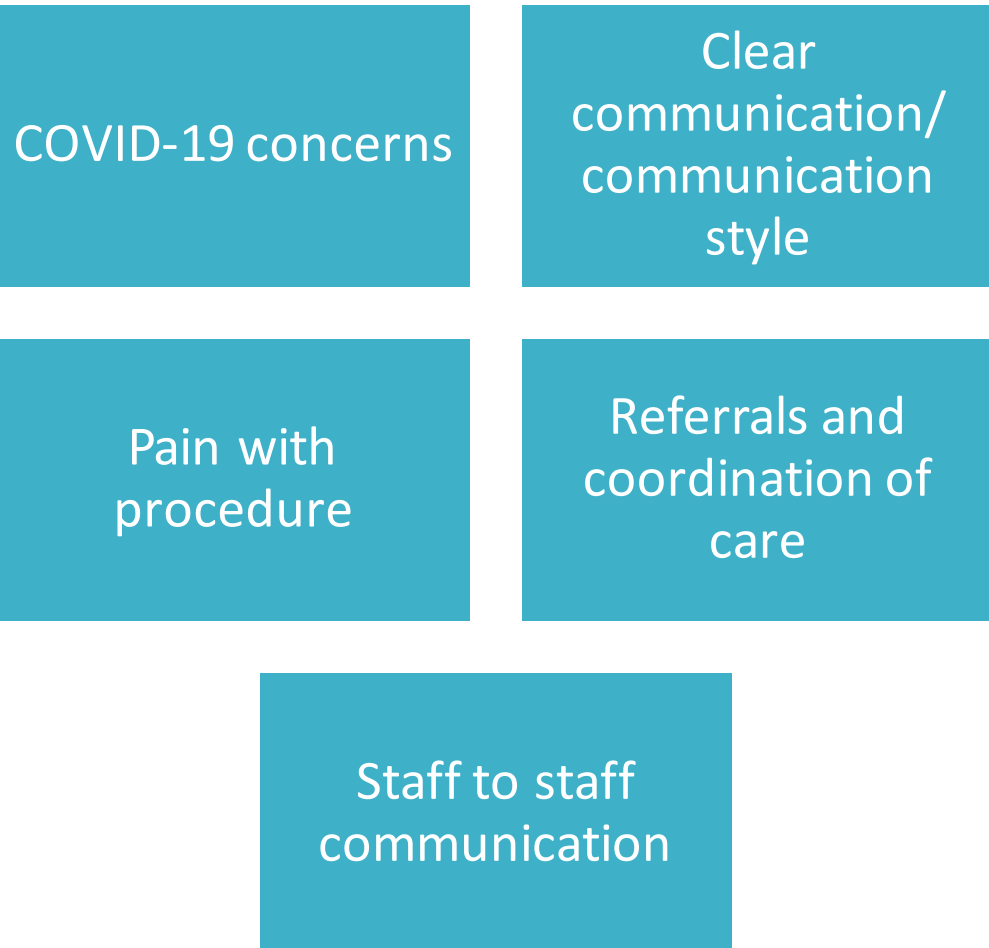 COVID-19 concerns
Clear
communication/
communication
style
Pain with
procedure
Referrals and
coordination of
care
Staff to staff
communication